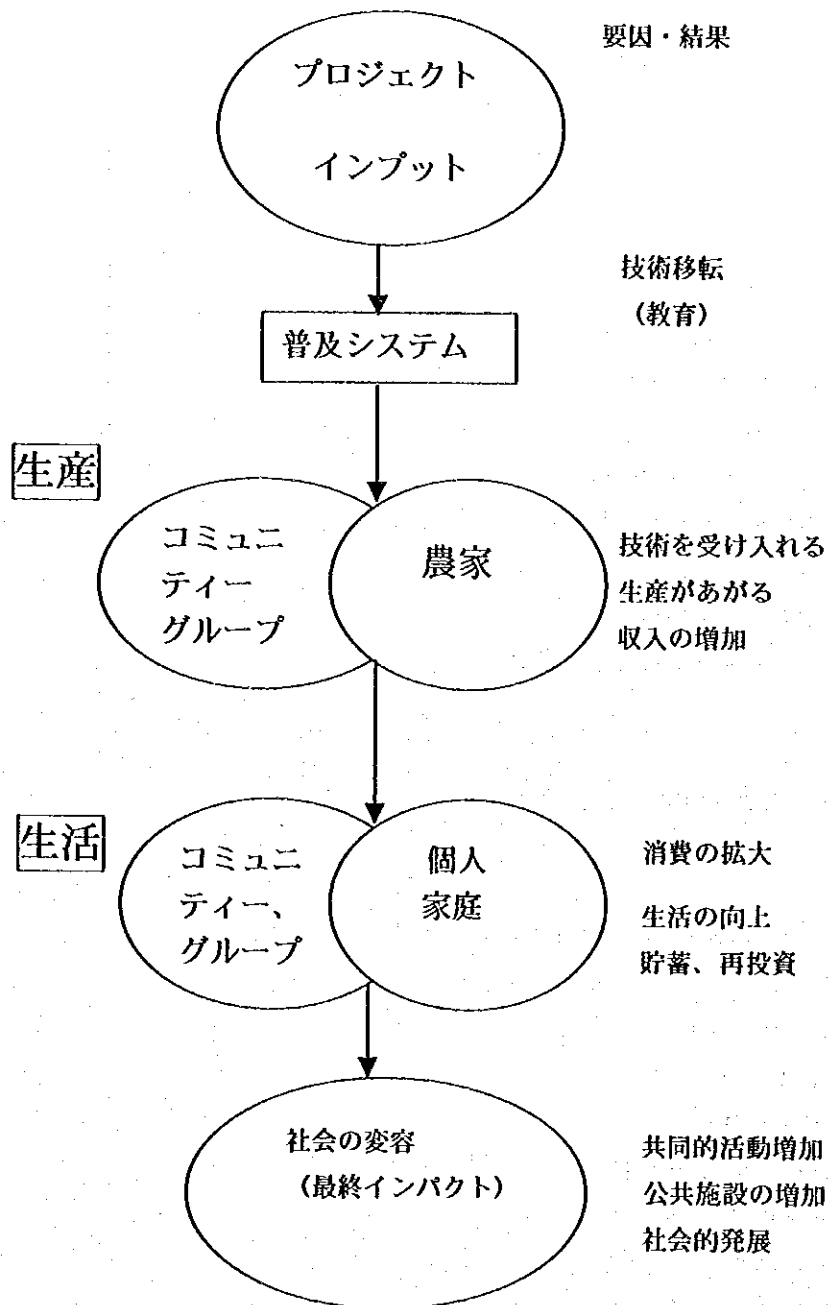 要因・結果
プロジェクト
インプット
技術移転
(教育)
普及システム
生産
コミュニ
ティー
グループ
農家
技術を受け入れる
生産があがる
収入の増加
生活
コミュニ
ティー、
グループ
個人
家庭
消費の拡大
生活の向上
貯蓄、再投資
社会の変容
(最終インパクト)
共同的活動増加
公共施設の増加
社会的発展